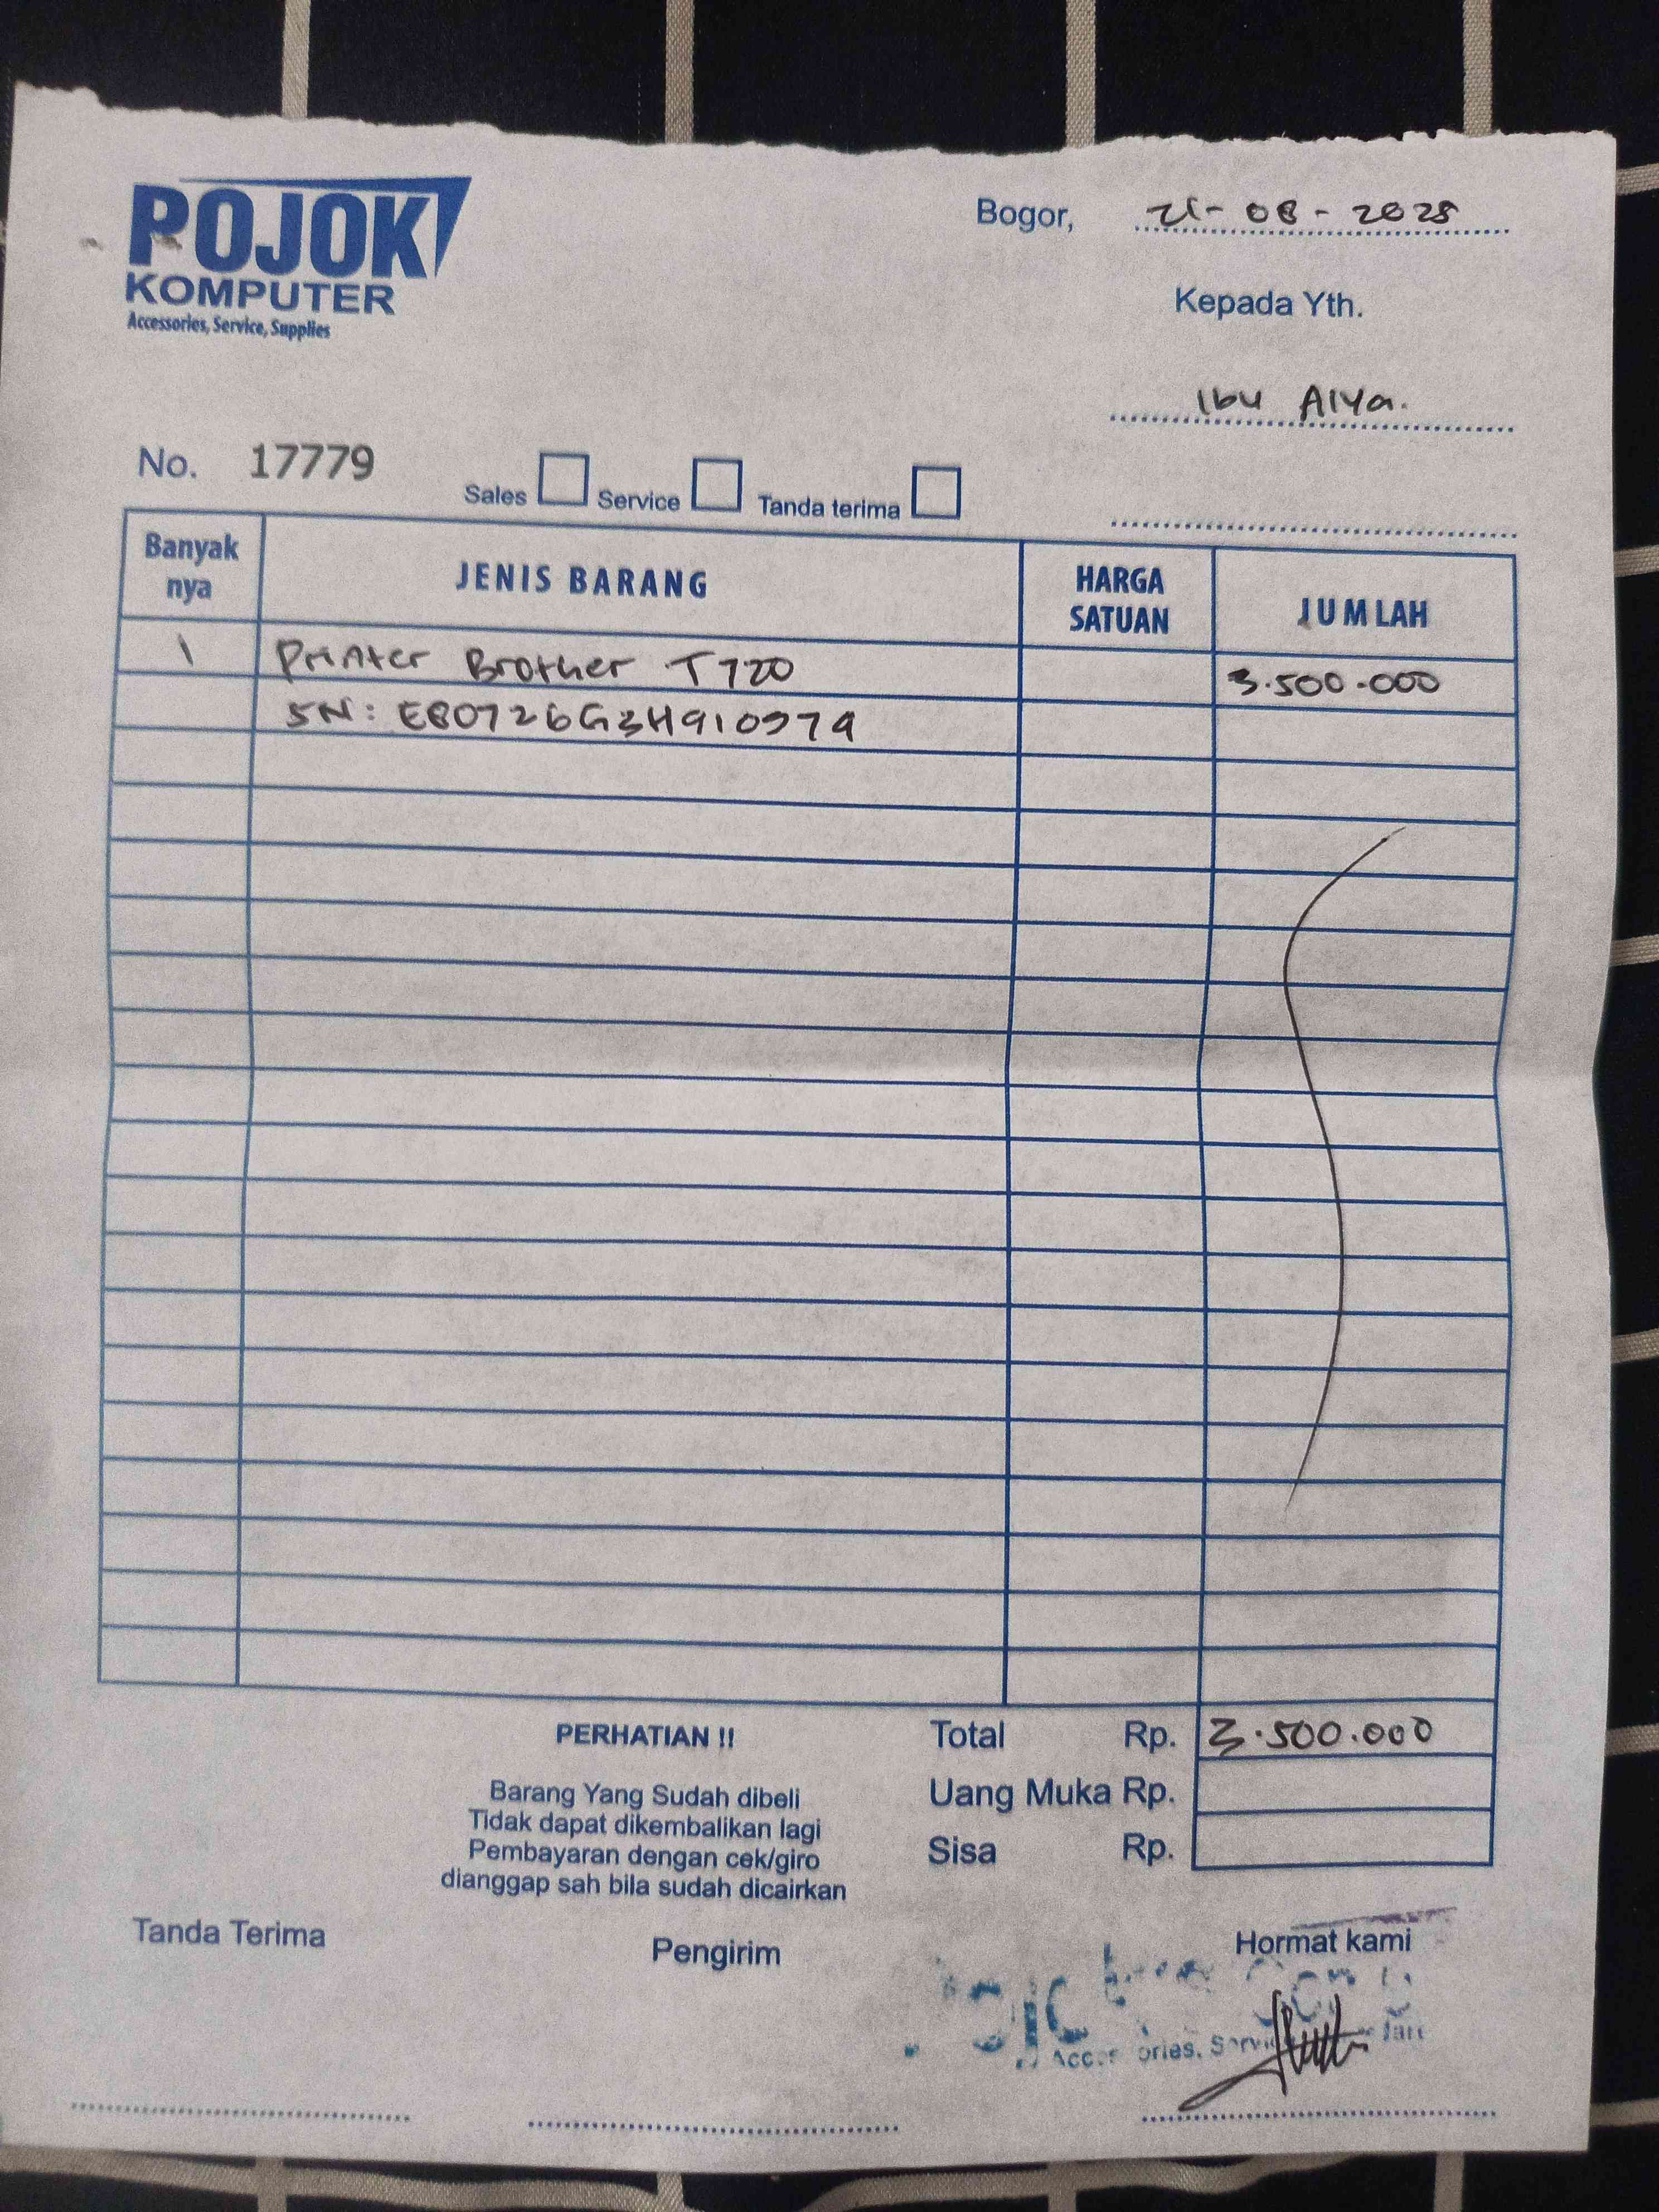 POJOK
KOMPUTER
Accessories, Service, Supplies
Bogor, 21-08-2025
Kepada Yth.
Ibu Alya.
No. 17779
Sales Service Tanda terima
Banyak nya JENIS BARANG HARGA SATUAN JUMLAH
1 Printer Brother T720 3.500.000
SN:
PERHATIAN !!
Barang Yang Sudah dibeli
Tidak dapat dikembalikan lagi
Pembayaran dengan cek/giro
dianggap sah bila sudah dicairkan
Total Rp. 3.500.000
Uang Muka Rp.
Sisa Rp.
Tanda Terima
Pengirim
Hormat kami